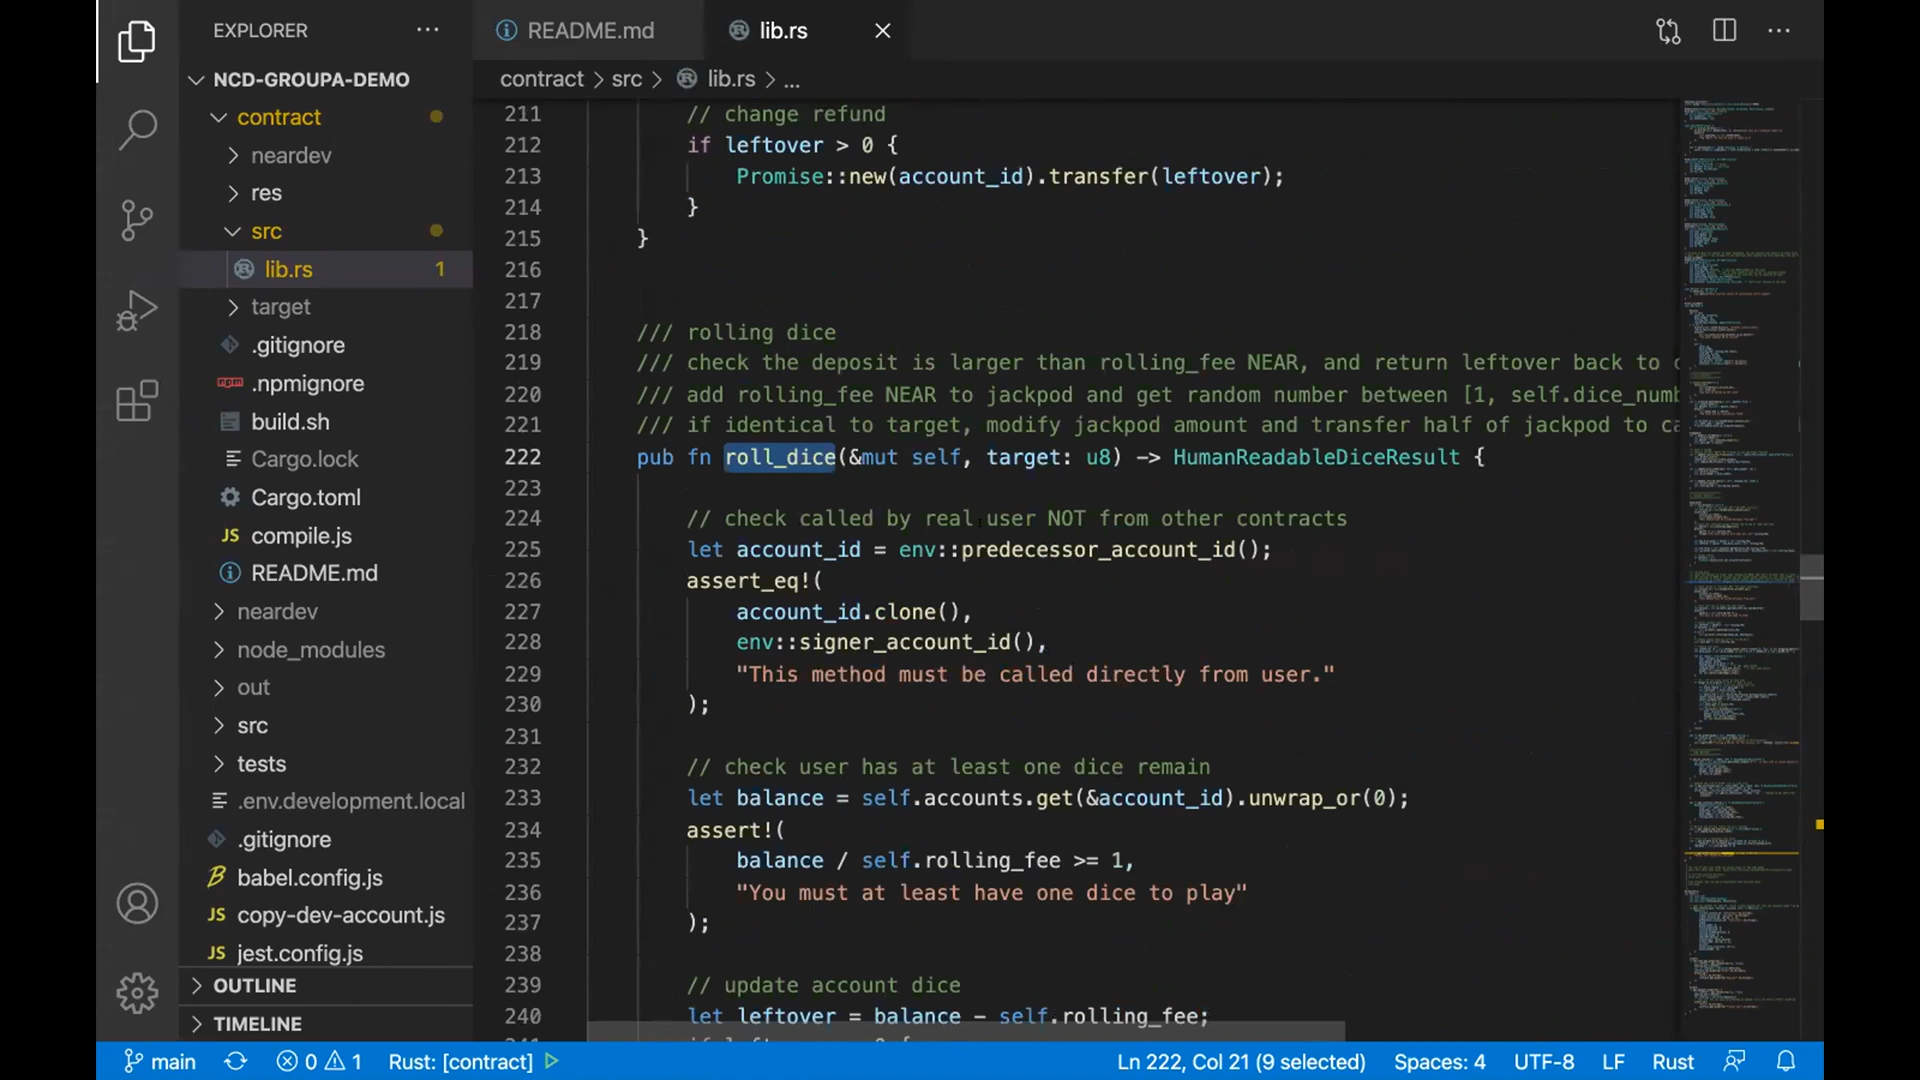 EXPLORER
NCD-GROUPA-DEMO
contract
neardev
res
src
lib.rs 1
target
.gitignore
.npmignore
build.sh
Cargo.lock
Cargo.toml
JS compile.js
README.md
neardev
node_modules
out
src
tests
.env.development.local
.gitignore
babel.config.js
JS copy-dev-account.js
JS jest.config.js
OUTLINE
TIMELINE
README.md lib.rs
contract > src > lib.rs > ...
211 // change refund
212 if leftover > 0 {
213 Promise::new(account_id).transfer(leftover);
214 }
215 }
216
217
218 /// rolling dice
219 /// check the deposit is larger than rolling_fee NEAR, and return leftover back to
220 /// add rolling_fee NEAR to jackpod and get random number between [1, self.dice_num
221 /// if identical to target, modify jackpod amount and transfer half of jackpod to
222 pub fn roll_dice(&mut self, target: u8) -> HumanReadableDiceResult {
223
224 // check called by real user NOT from other contracts
225 let account_id = env::predecessor_account_id();
226 assert_eq!(
227 account_id.clone(),
228 env::signer_account_id(),
229 "This method must be called directly from user."
230 );
231
232 // check user has at least one dice remain
233 let balance = self.accounts.get(&account_id).unwrap_or(0);
234 assert!(
235 balance / self.rolling_fee >= 1,
236 "You must at least have one dice to play"
237 );
238
239 // update account dice
240 let leftover = balance - self.rolling_fee;
main 0 1 Rust: [contract] Ln 222, Col 21 (9 selected) Spaces: 4 UTF-8 LF Rust